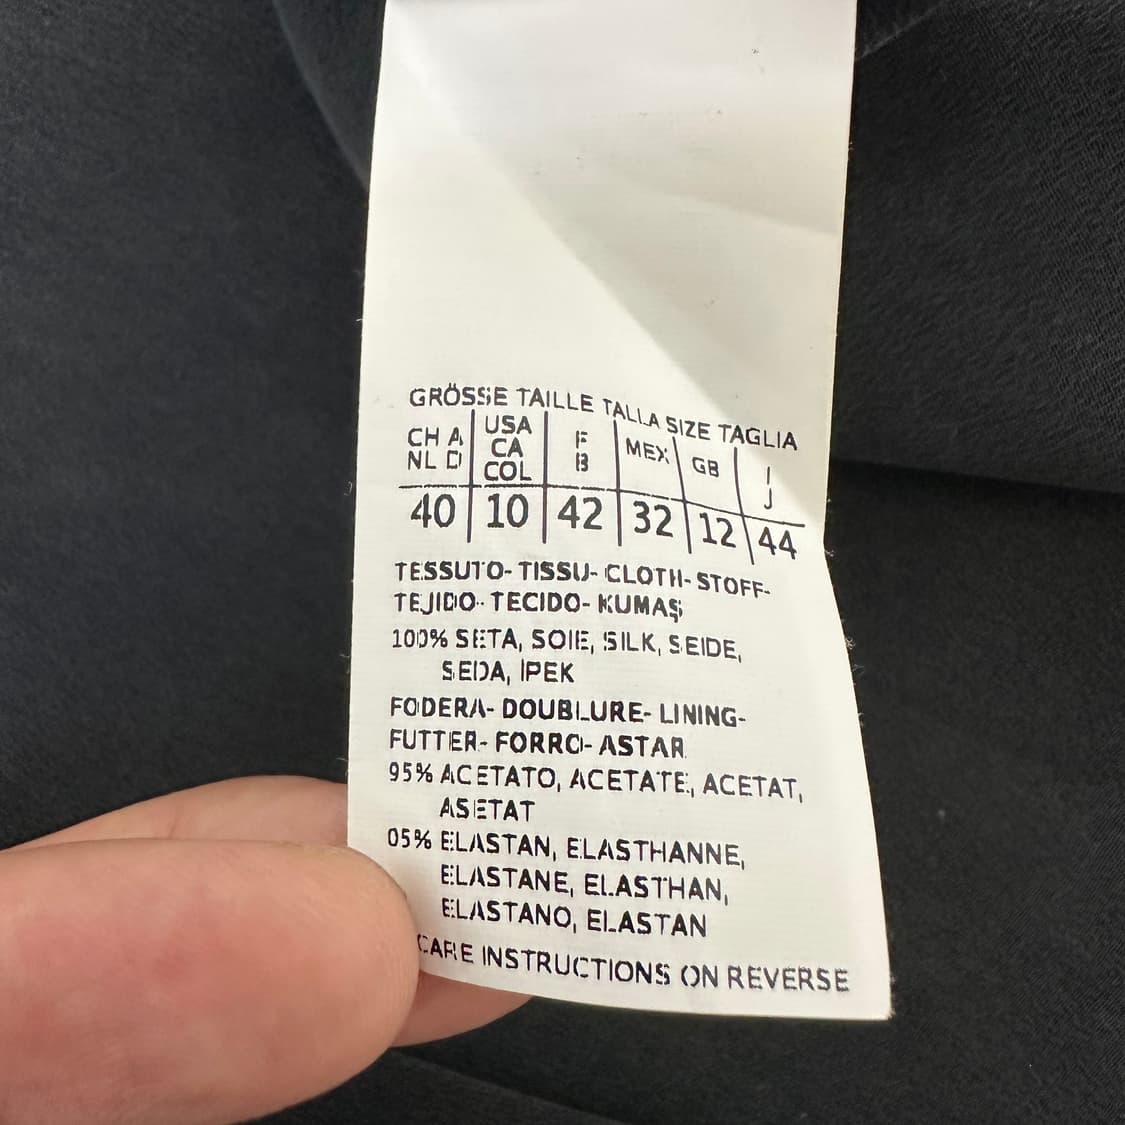 GRÖSSE TAILLE TALLA SIZE TAGLIA
CH A USA F MEX GB I
NL D CA B J
COL
40 10 42 32 12 44
TESSUTO- TISSU- CLOTH- STOFF-
TEJIDO- TECIDO- KUMAŞ
100% SETA, SOIE, SILK, SEIDE,
SEDA, İPEK
FODERA- DOUBLURE- LINING-
FUTTER- FORRO- ASTAR
95% ACETATO, ACETATE, ACETAT,
ASETAT
05% ELASTAN, ELASTHANNE,
ELASTANE, ELASTHAN,
ELASTANO, ELASTAN
CARE INSTRUCTIONS ON REVERSE